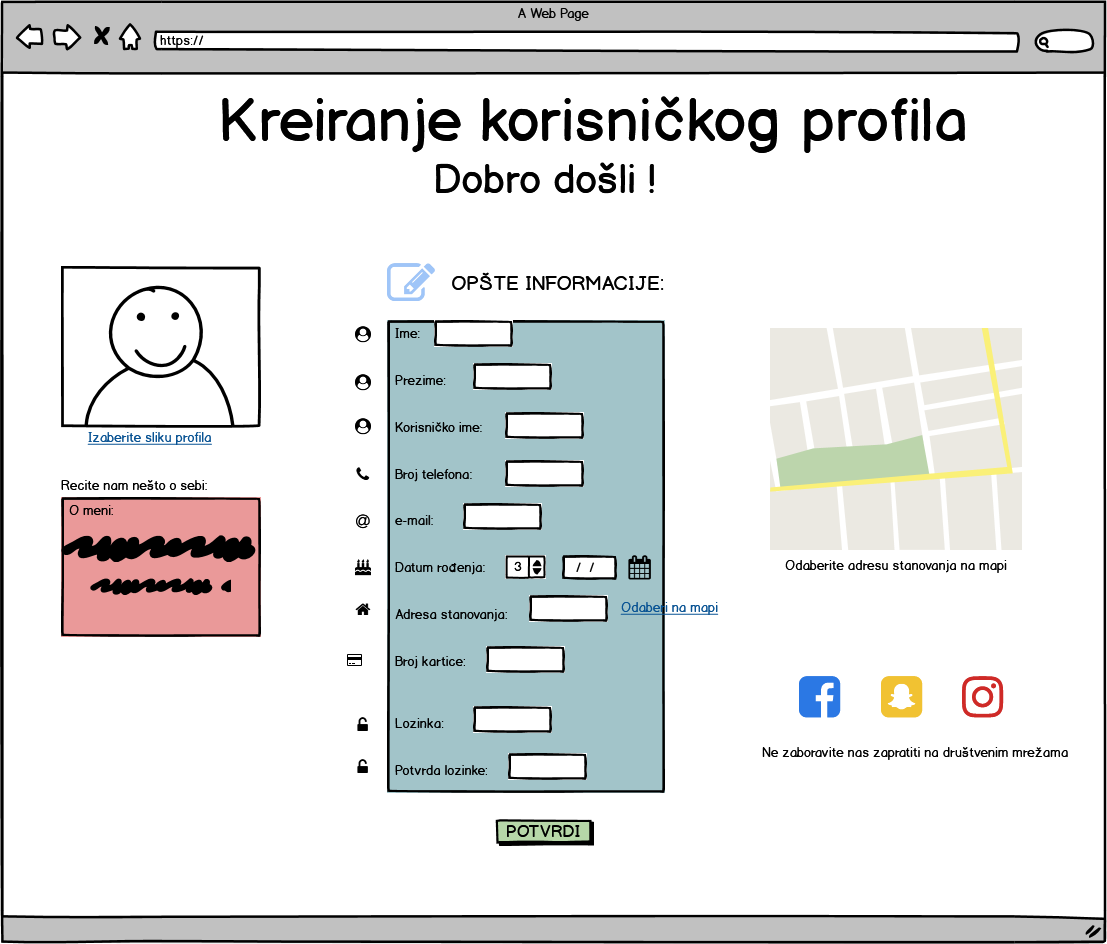 A Web Page
https://
Kreiranje korisničkog profila
Dobro došli !
Izaberite sliku profila
Recite nam nešto o sebi:
O meni:
OPŠTE INFORMACIJE:
Ime:
Prezime:
Korisničko ime:
Broj telefona:
@
e-mail:
Datum rođenja:
3
/ /
Adresa stanovanja:
Odaberi na mapi
Broj kartice:
Lozinka:
Potvrda lozinke:
POTVRDI
Odaberite adresu stanovanja na mapi
Ne zaboravite nas zapratiti na društvenim mrežama